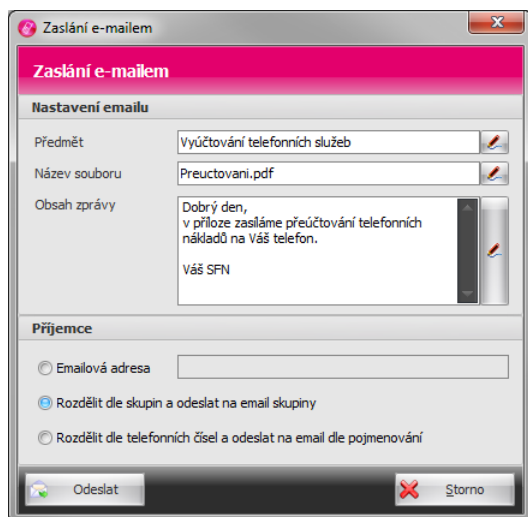 Zaslání e-mailem
Zaslání e-mailem
Nastavení emailu
Předmět Vyúčtování telefonních služeb
Název souboru Preuctovani.pdf
Obsah zprávy Dobrý den,
v příloze zasíláme přeúčtování telefonních
nákladů na Váš telefon.
Váš SFN
Příjemce
Emailová adresa
Rozdělit dle skupin a odeslat na email skupiny
Rozdělit dle telefonních čísel a odeslat na email dle pojmenování
Odeslat Storno